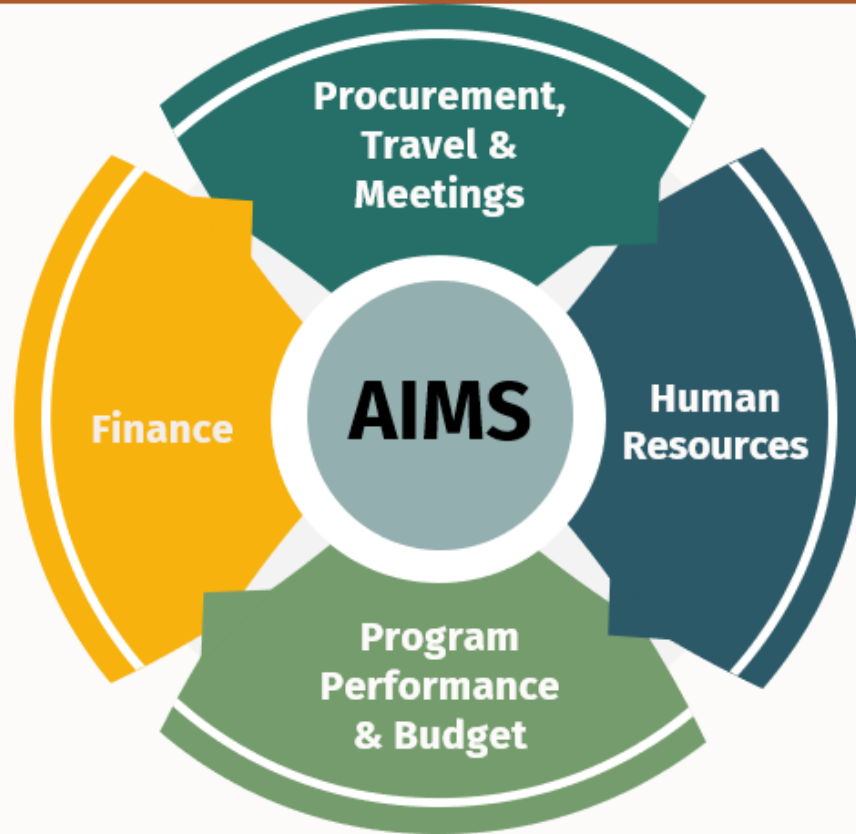 Procurement,
Travel &
Meetings
Finance
AIMS
Human
Resources
Program
Performance
& Budget